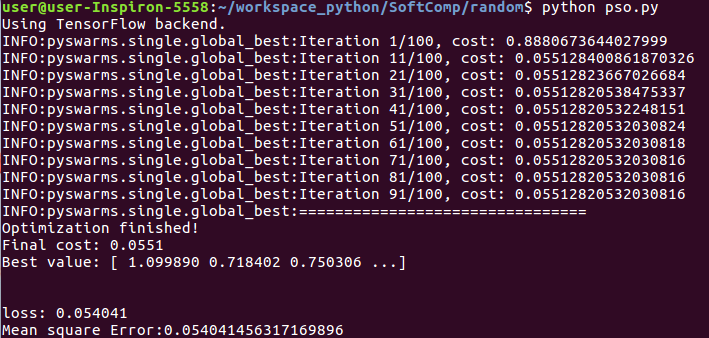 user@user-Inspiron-5558:~/workspace_python/SoftComp/random$ python pso.py
Using TensorFlow backend.
INFO:pyswarms.single.global_best:Iteration 1/100, cost: 0.8880673644027999
INFO:pyswarms.single.global_best:Iteration 11/100, cost: 0.055128400861870326
INFO:pyswarms.single.global_best:Iteration 21/100, cost: 0.05512823667026684
INFO:pyswarms.single.global_best:Iteration 31/100, cost: 0.05512820538475337
INFO:pyswarms.single.global_best:Iteration 41/100, cost: 0.055128205322481​51
INFO:pyswarms.single.global_best:Iteration 51/100, cost: 0.05512820532030824
INFO:pyswarms.single.global_best:Iteration 61/100, cost: 0.05512820532030818
INFO:pyswarms.single.global_best:Iteration 71/100, cost: 0.05512820532030816
INFO:pyswarms.single.global_best:Iteration 81/100, cost: 0.05512820532030816
INFO:pyswarms.single.global_best:Iteration 91/100, cost: 0.05512820532030816
INFO:pyswarms.single.global_best:================================
Optimization finished!
Final cost: 0.0551
Best value: [ 1.099890 0.718402 0.750306 ...]
loss: 0.054041
Mean square Error:0.054041456317169896